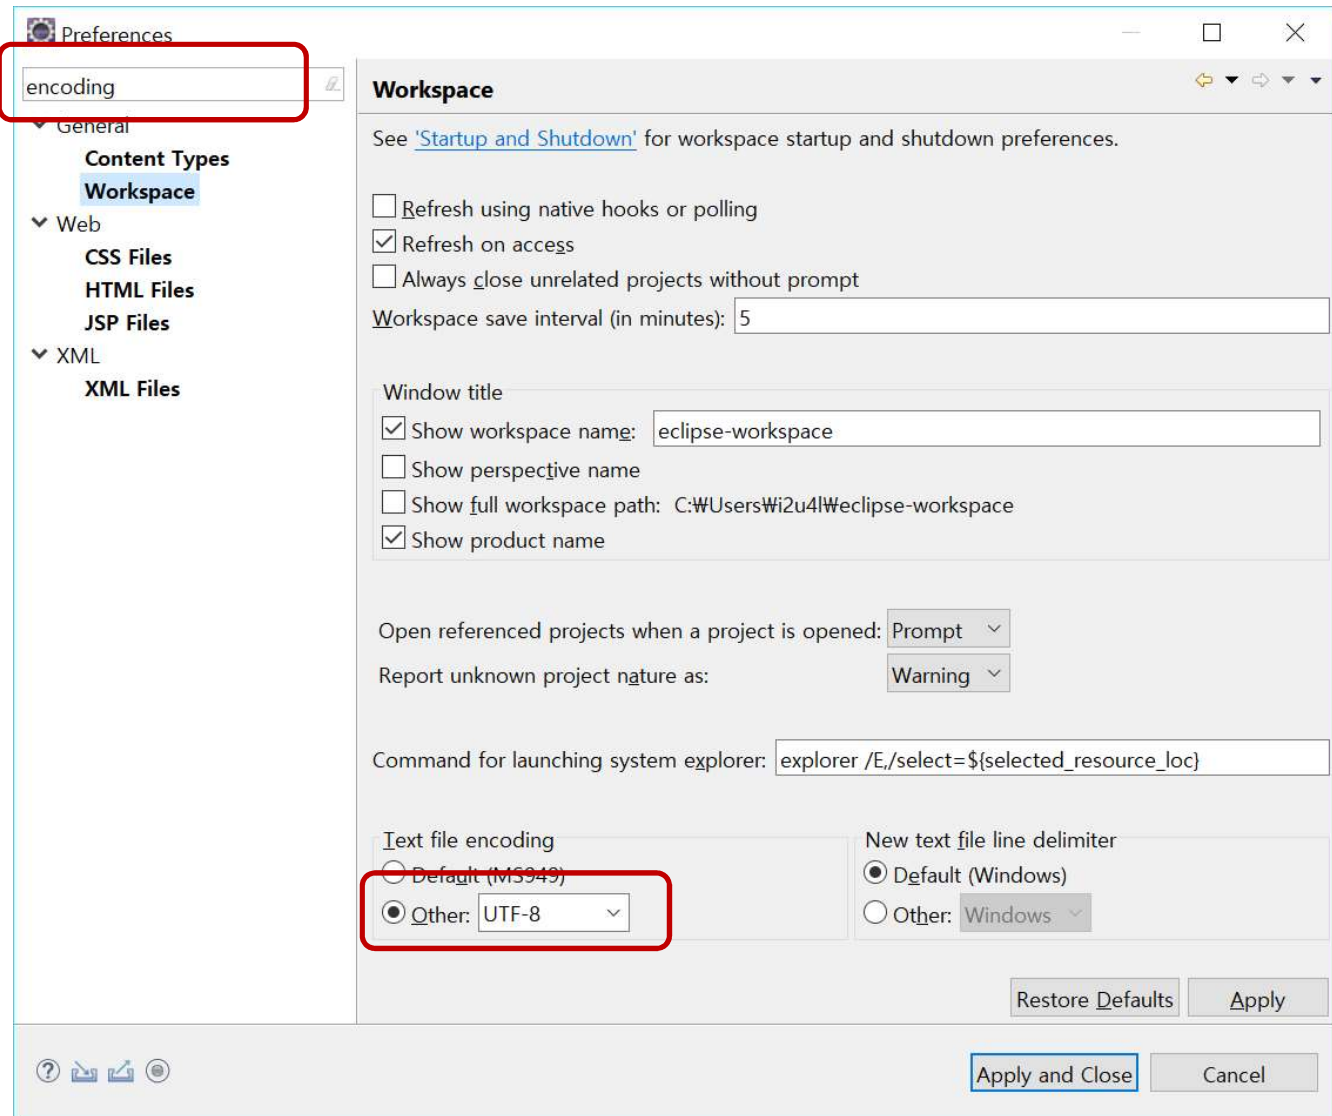 Preferences
encoding
General
Content Types
Workspace
Web
CSS Files
HTML Files
JSP Files
XML
XML Files
Workspace
See 'Startup and Shutdown' for workspace startup and shutdown preferences.
Refresh using native hooks or polling
Refresh on access
Always close unrelated projects without prompt
Workspace save interval (in minutes): 5
Window title
Show workspace name: eclipse-workspace
Show perspective name
Show full workspace path: C:₩Users₩i2u4l₩eclipse-workspace
Show product name
Open referenced projects when a project is opened: Prompt
Report unknown project nature as: Warning
Command for launching system explorer: explorer /E,/select=${selected_resource_loc}
Text file encoding
Default (MS949)
Other: UTF-8
New text file line delimiter
Default (Windows)
Other: Windows
Restore Defaults Apply
Apply and Close Cancel